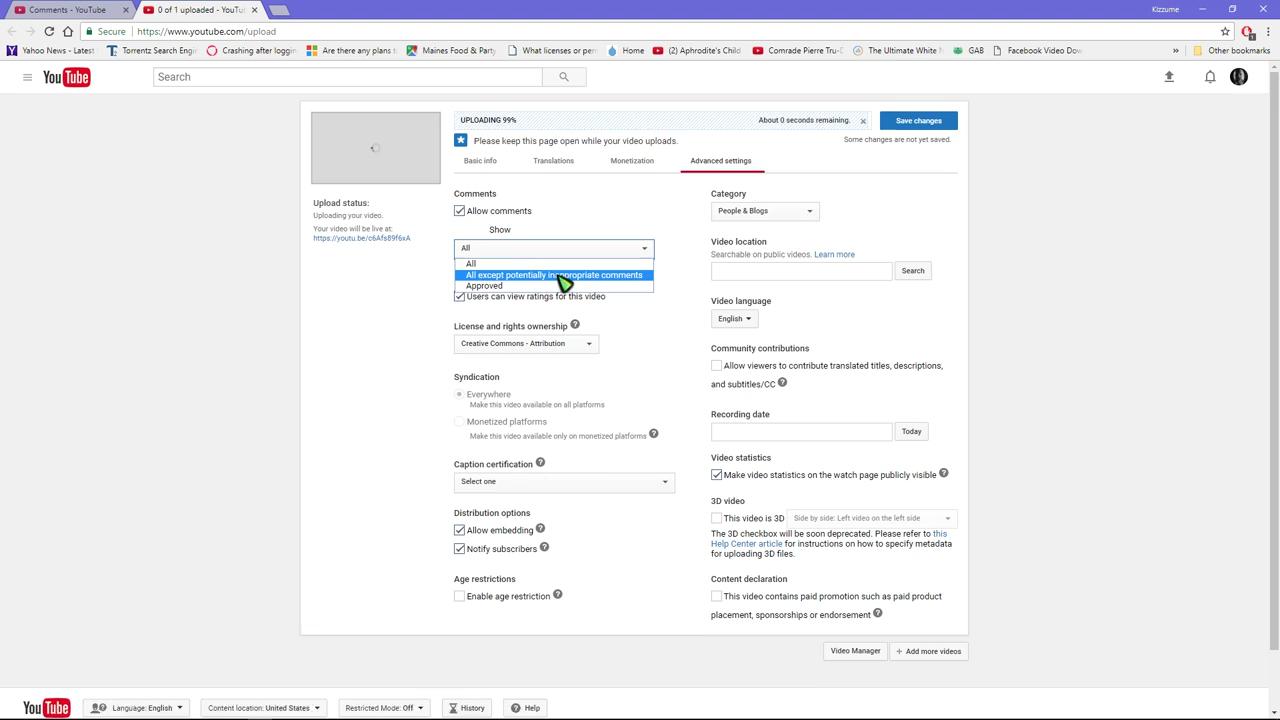 Comments - YouTube
0 of 1 uploaded - YouTu
Kizzume
Secure
https://www.youtube.com/upload
Yahoo News - Latest
Torrentz Search Engin
Crashing after loggin
Are there any plans t
Maines Food & Party
What licenses or perm
Home
(2) Aphrodite's Child
Comrade Pierre Tru-D
The Ultimate White N
GAB
Facebook Video Dow
»
Other bookmarks
YouTube
Search
UPLOADING 99%
About 0 seconds remaining.
Save changes
Please keep this page open while your video uploads.
Some changes are not yet saved.
Basic info
Translations
Monetization
Advanced settings
Upload status:
Uploading your video.
Your video will be live at:
https://youtu.be/c6Afs89f6xA
Comments
Allow comments
Show
All
All
All except potentially inappropriate comments
Approved
Users can view ratings for this video
License and rights ownership ?
Creative Commons - Attribution
Syndication
Everywhere
Make this video available on all platforms
Monetized platforms
Make this video available only on monetized platforms ?
Caption certification ?
Select one
Distribution options
Allow embedding ?
Notify subscribers ?
Age restrictions
Enable age restriction ?
Category
People & Blogs
Video location
Searchable on public videos. Learn more
Search
Video language
English
Community contributions
Allow viewers to contribute translated titles, descriptions,
and subtitles/CC ?
Recording date
Today
Video statistics
Make video statistics on the watch page publicly visible ?
3D video
This video is 3D
Side by side: Left video on the left side
The 3D checkbox will be soon deprecated. Please refer to this
Help Center article for instructions on how to specify metadata
for uploading 3D files.
Content declaration
This video contains paid promotion such as paid product
placement, sponsorships or endorsement ?
Video Manager
+ Add more videos
YouTube
Language: English
Content location: United States
Restricted Mode: Off
History
Help